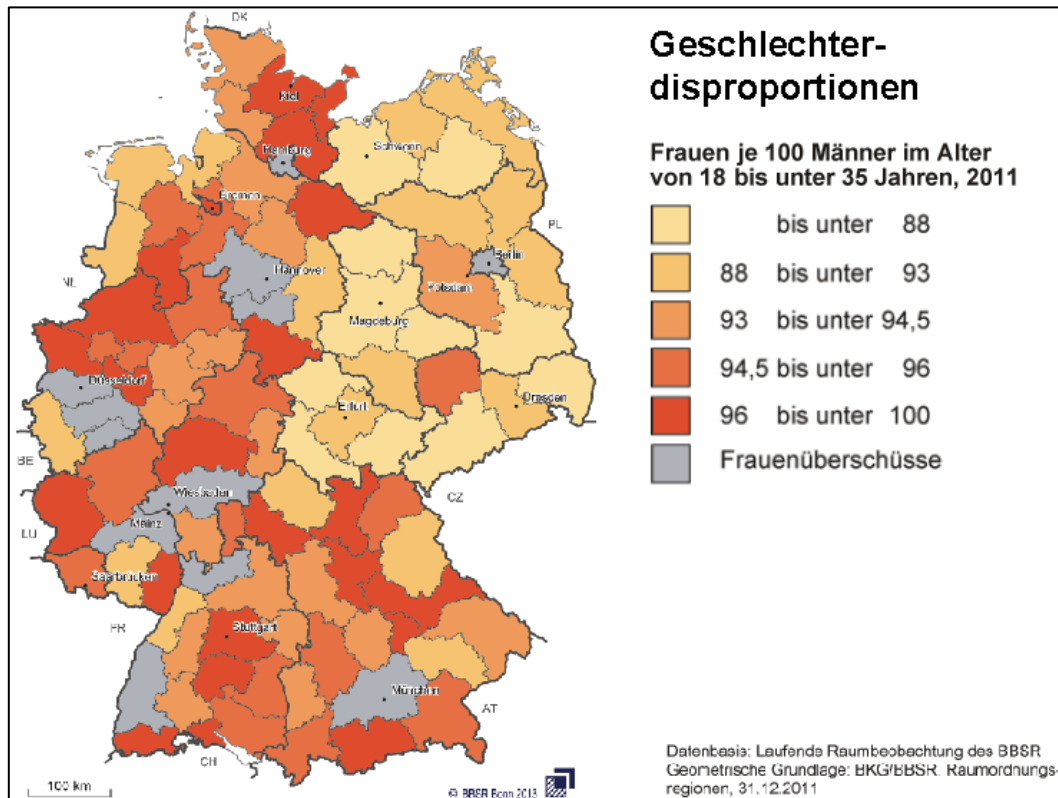 Geschlechter-
disproportionen
Frauen je 100 Männer im Alter
von 18 bis unter 35 Jahren, 2011
bis unter 88
88 bis unter 93
93 bis unter 94,5
94,5 bis unter 96
96 bis unter 100
Frauenüberschüsse
DK
Kiel
Hamburg
Schwerin
Bremen
PL
Berlin
Hannover
Potsdam
NL
Magdeburg
Düsseldorf
Erfurt
Dresden
BE
Wiesbaden
CZ
Mainz
LU
Saarbrücken
FR
Stuttgart
München
AT
CH
100 km
© BBSR Bonn 2013
Datenbasis: Laufende Raumbeobachtung des BBSR
Geometrische Grundlage: BKG/BBSR, Raumordnungs-
regionen, 31.12.2011